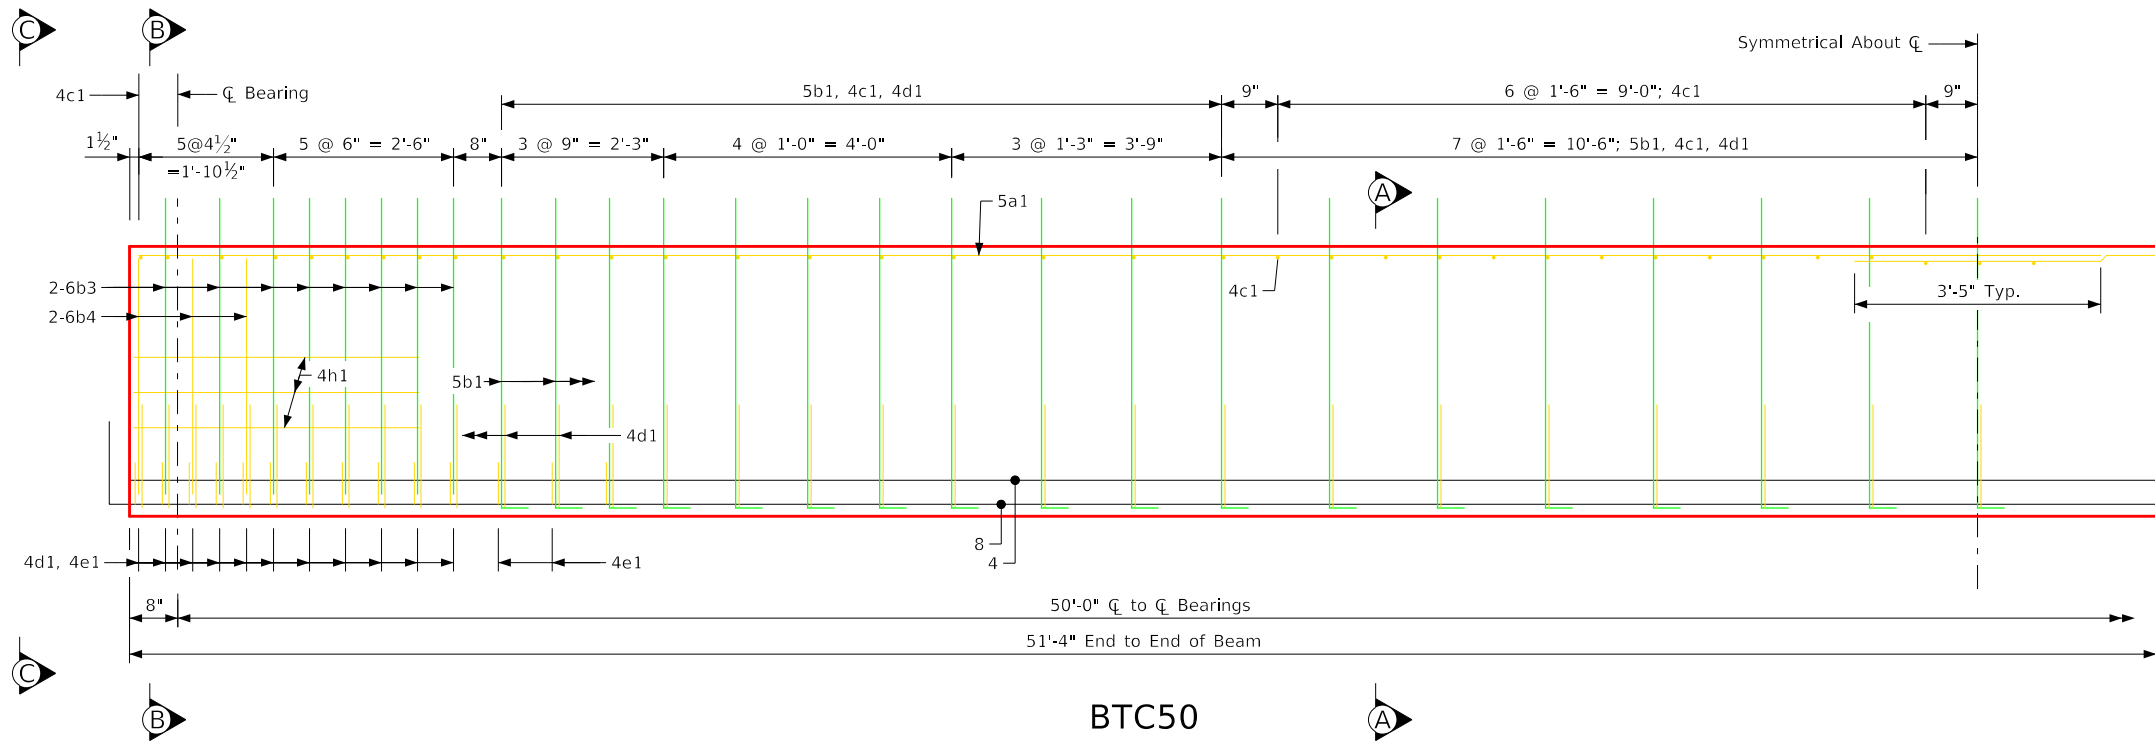 C
B
Symmetrical About ℄
4c1
℄ Bearing
5b1, 4c1, 4d1
9"
6 @ 1'-6" = 9'-0"; 4c1
9"
1½"
5@4½"
=1'-10½"
5 @ 6" = 2'-6"
8"
3 @ 9" = 2'-3"
4 @ 1'-0" = 4'-0"
3 @ 1'-3" = 3'-9"
7 @ 1'-6" = 10'-6"; 5b1, 4c1, 4d1
A
5a1
2-6b3
4c1
3'-5" Typ.
2-6b4
4h1
5b1
4d1
8
4
4d1, 4e1
4e1
8"
50'-0" ℄ to ℄ Bearings
51'-4" End to End of Beam
C
B
BTC50
A